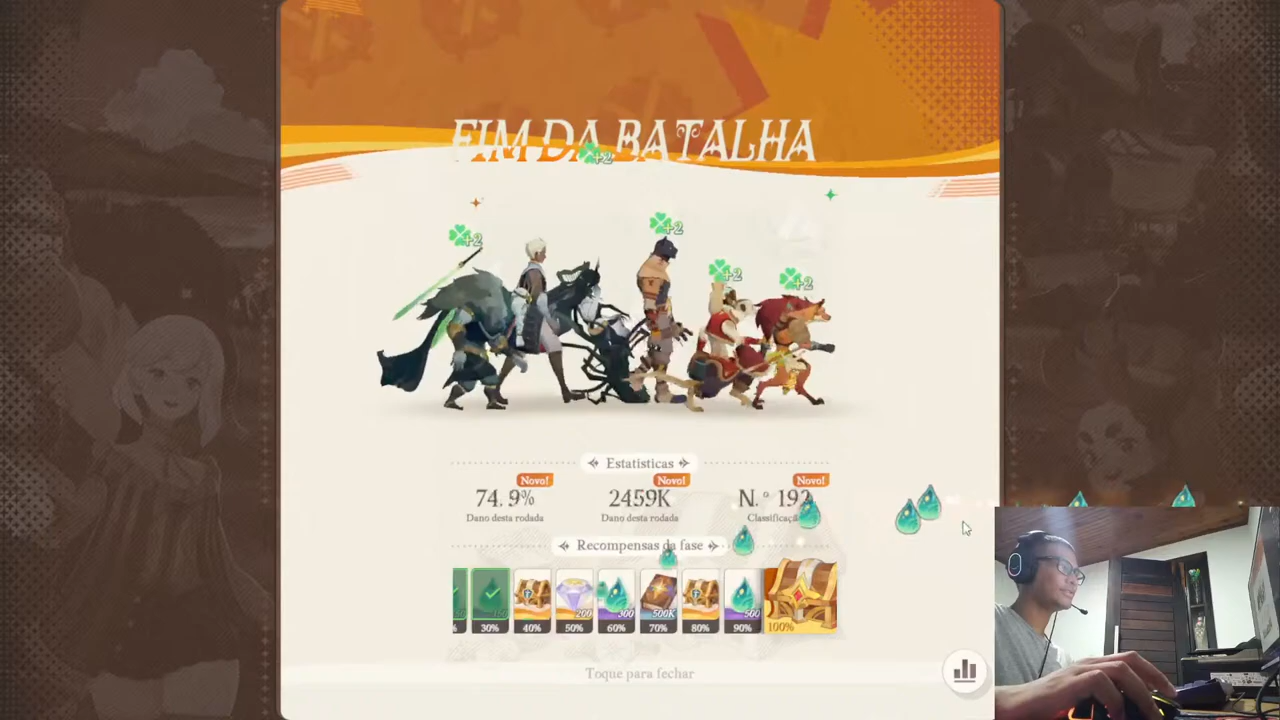 FIM DA BATALHA
+2
+2
+2
+2
+2
Estatísticas
Novo! Novo! Novo!
74.9% 2459K N.º 192
Dano desta rodada Dano desta rodada Classificação
Recompensas da fase
200 300 500K 500
% 30% 40% 50% 60% 70% 80% 90% 100%
Toque para fechar